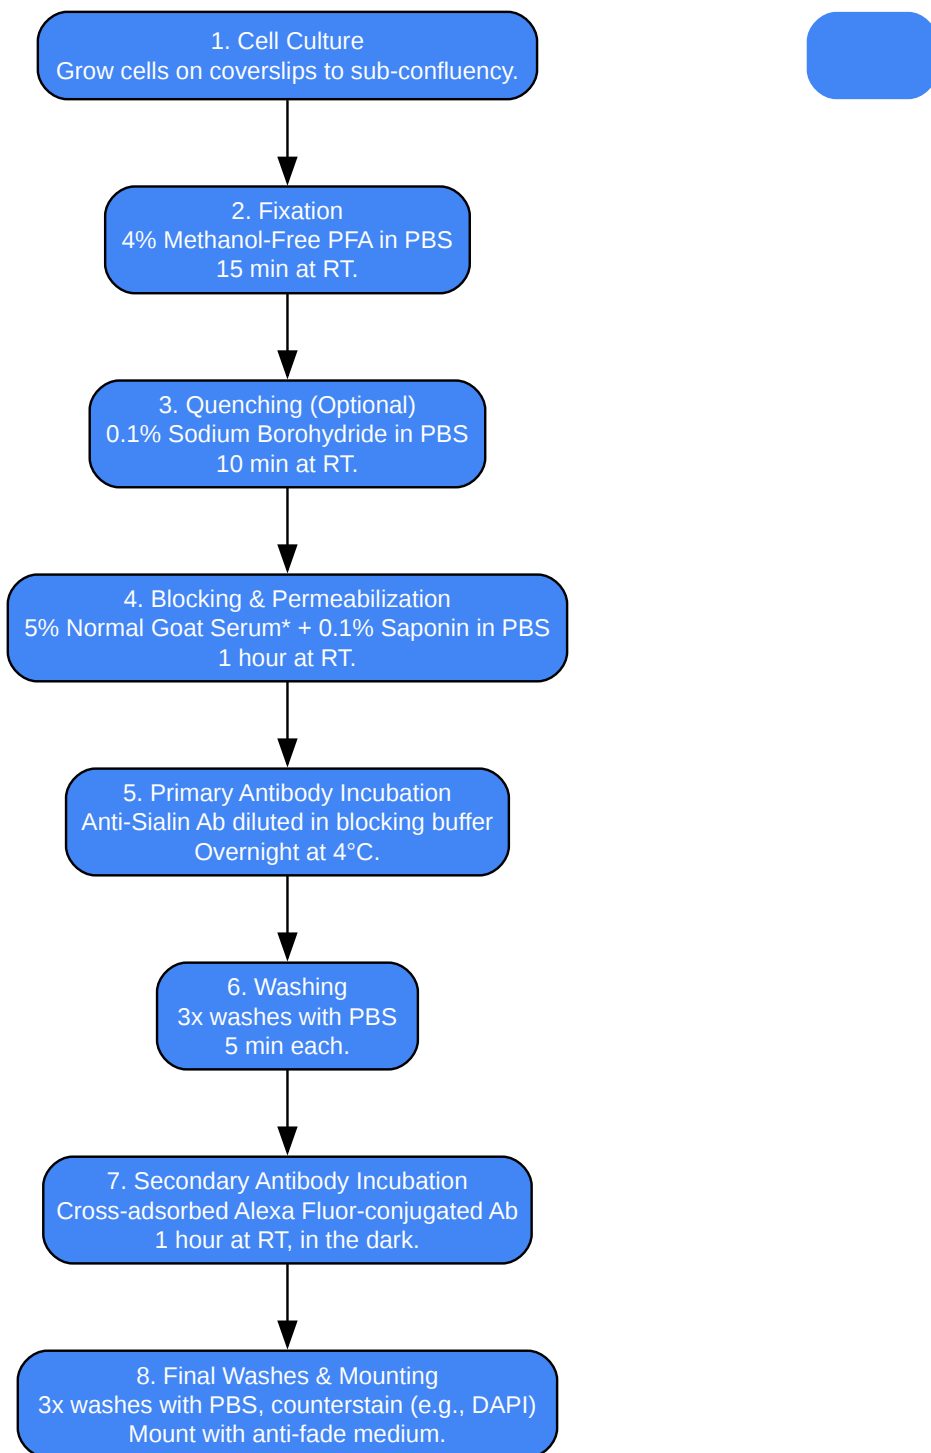 1. Cell Culture
Grow cells on coverslips to sub-confluency.
2. Fixation
4% Methanol-Free PFA in PBS
15 min at RT.
3. Quenching (Optional)
0.1% Sodium Borohydride in PBS
10 min at RT.
4. Blocking & Permeabilization
5% Normal Goat Serum* + 0.1% Saponin in PBS
1 hour at RT.
5. Primary Antibody Incubation
Anti-Sialin Ab diluted in blocking buffer
Overnight at 4°C.
6. Washing
3x washes with PBS
5 min each.
7. Secondary Antibody Incubation
Cross-adsorbed Alexa Fluor-conjugated Ab
1 hour at RT, in the dark.
8. Final Washes & Mounting
3x washes with PBS, counterstain (e.g., DAPI)
Mount with anti-fade medium.